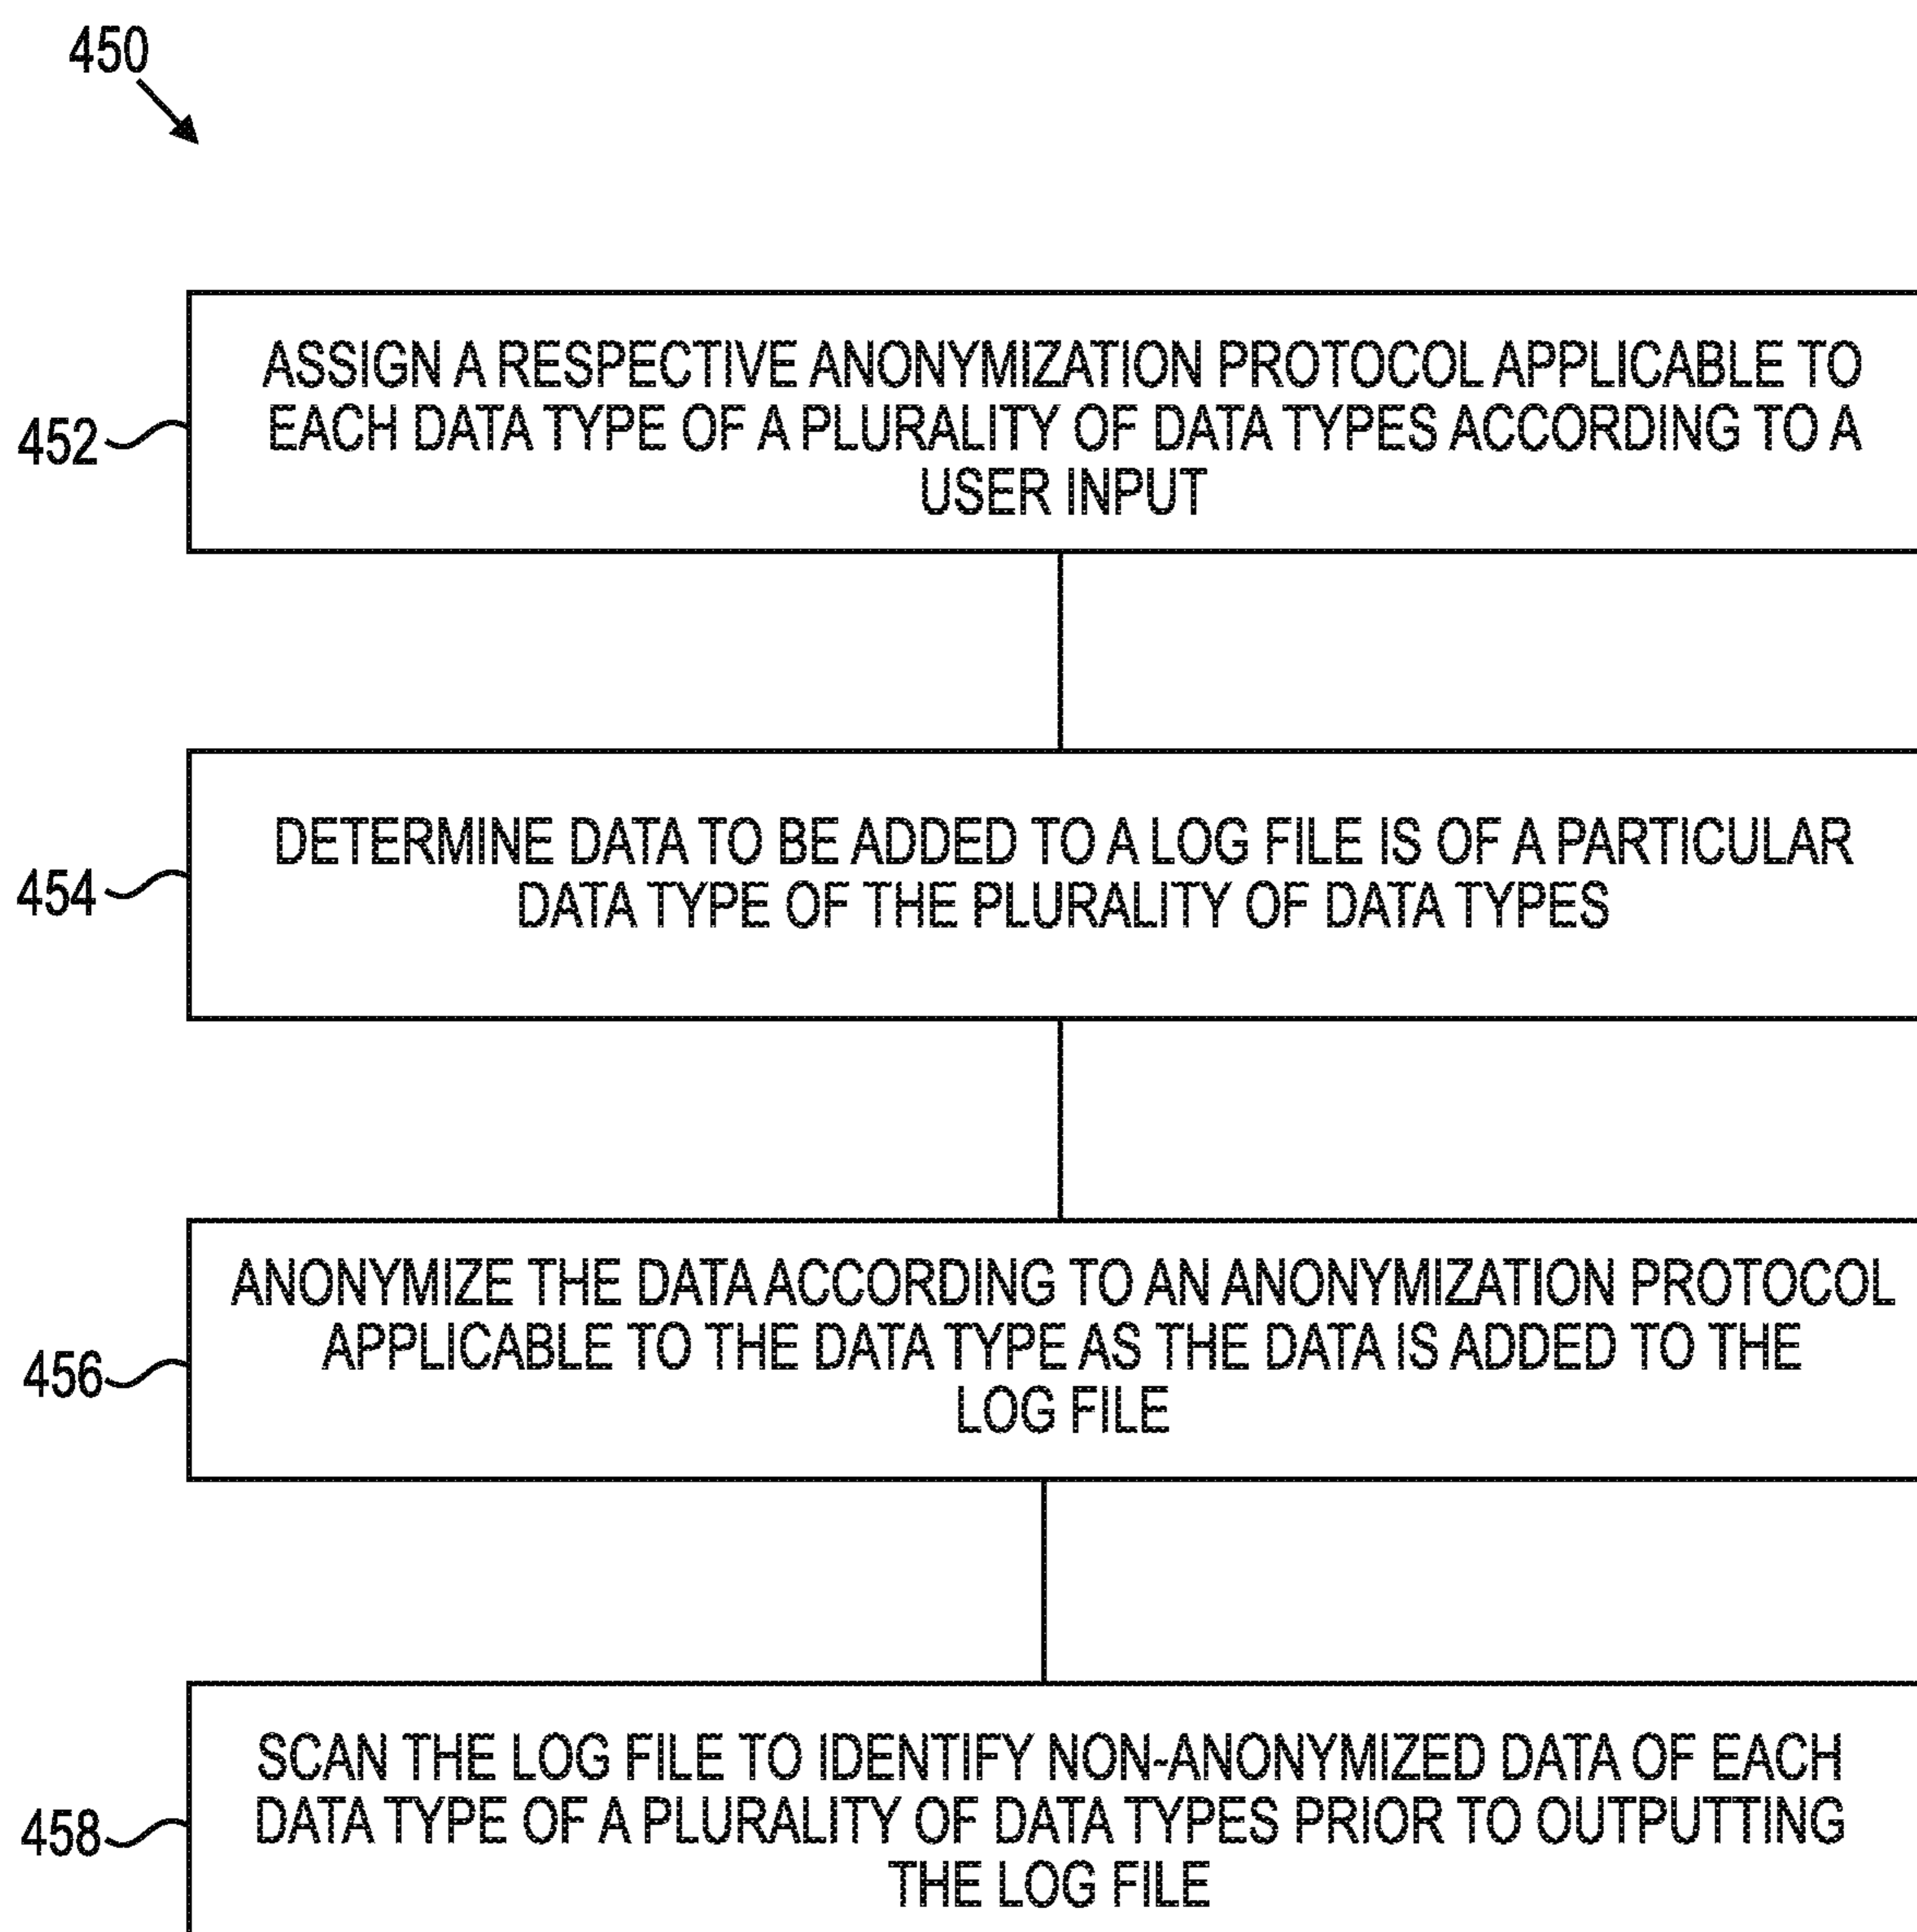 450
ASSIGN A RESPECTIVE ANONYMIZATION PROTOCOL APPLICABLE TO
EACH DATA TYPE OF A PLURALITY OF DATA TYPES ACCORDING TO A
USER INPUT
452
DETERMINE DATA TO BE ADDED TO A LOG FILE IS OF A PARTICULAR
DATA TYPE OF THE PLURALITY OF DATA TYPES
454
ANONYMIZE THE DATA ACCORDING TO AN ANONYMIZATION PROTOCOL
APPLICABLE TO THE DATA TYPE AS THE DATA IS ADDED TO THE
LOG FILE
456
SCAN THE LOG FILE TO IDENTIFY NON-ANONYMIZED DATA OF EACH
DATA TYPE OF A PLURALITY OF DATA TYPES PRIOR TO OUTPUTTING
THE LOG FILE
458